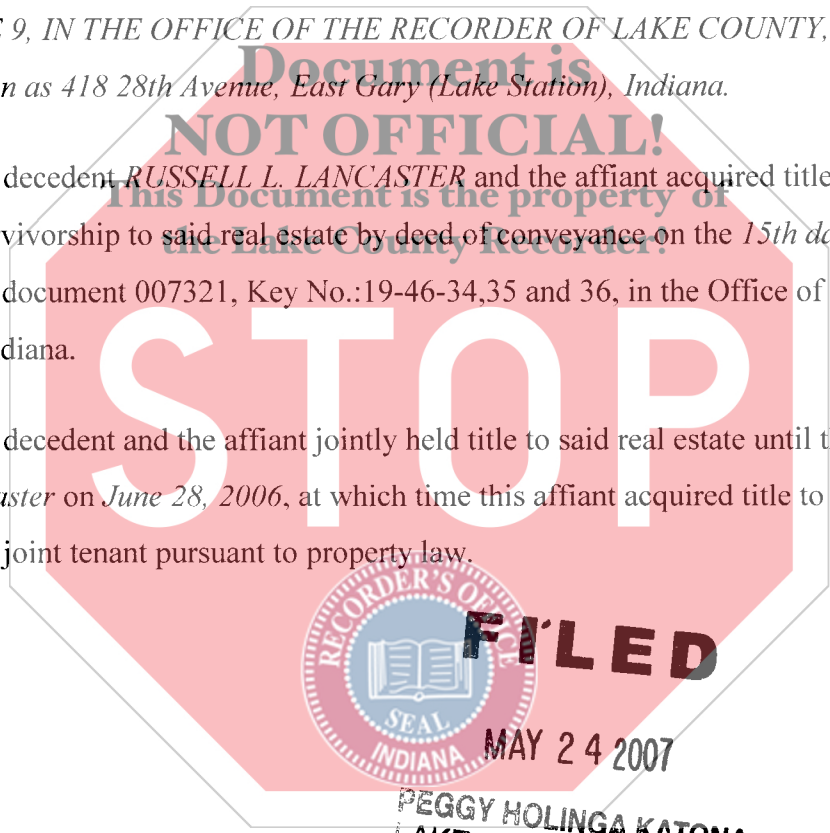 9, IN THE OFFICE OF THE RECORDER OF LAKE COUNTY,
Document is
n as 418 28th Avenue, East Gary (Lake Station), Indiana.
NOT OFFICIAL!
decedent RUSSELL L. LANCASTER and the affiant acquired title
This Document is the property of
vivorship to said real estate by deed of conveyance on the 15th
the Lake County Recorder!
document 007321, Key No.:19-46-34,35 and 36, in the Office of
diana.
STOP
decedent and the affiant jointly held title to said real estate until
aster on June 28, 2006, at which time this affiant acquired title to
joint tenant pursuant to property law.
RECORDER'S OFFICE
SEAL
INDIANA
FILED
MAY 24 2007
PEGGY HOLINGA KATONA
LAKE